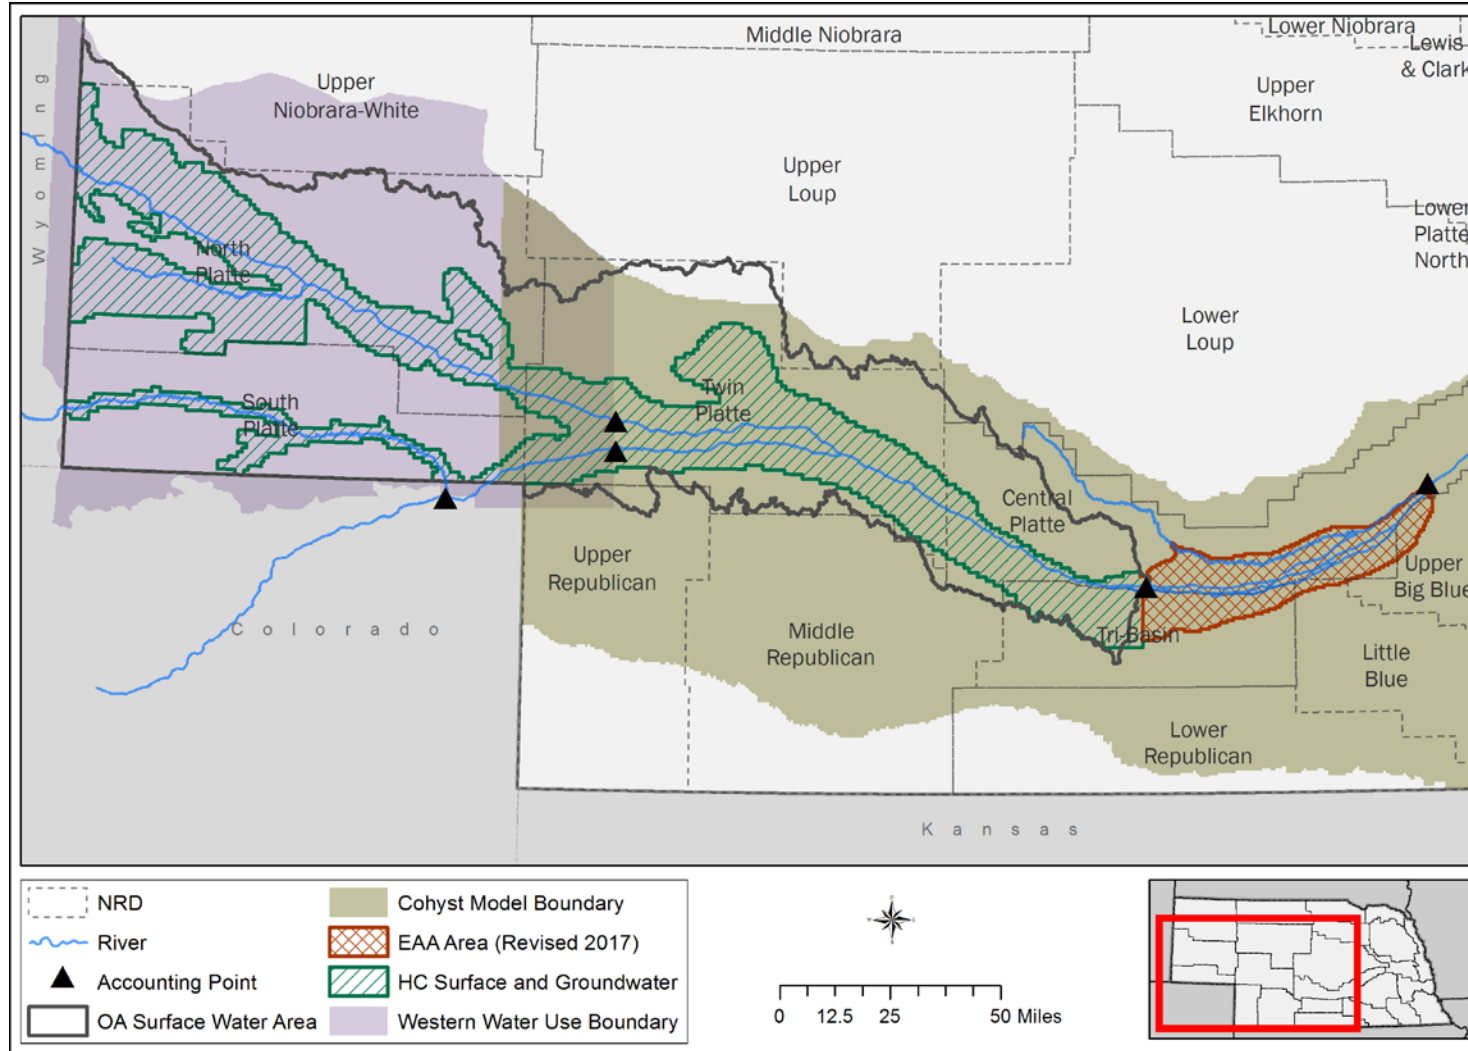 Middle Niobrara
Lower Niobrara
Lewis
& Clark
Upper
Niobrara-White
Upper
Elkhorn
Upper
Loup
Wyoming
Lower
Platte
North
North
Platte
Lower
Loup
Twin
Platte
South
Platte
Central
Platte
Upper
Republican
Upper
Big Blue
Colorado
Middle
Republican
Tri-Basin
Little
Blue
Lower
Republican
Kansas
NRD
River
Accounting Point
OA Surface Water Area
Cohyst Model Boundary
EAA Area (Revised 2017)
HC Surface and Groundwater
Western Water Use Boundary
0 12.5 25 50 Miles